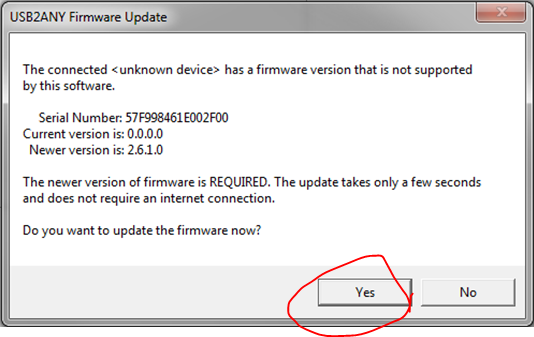 USB2ANY Firmware Update
The connected <unknown device> has a firmware version that is not supported
by this software.
Serial Number: 57F998461E002F00
Current version is: 0.0.0.0
Newer version is: 2.6.1.0
The newer version of firmware is REQUIRED. The update takes only a few seconds
and does not require an internet connection.
Do you want to update the firmware now?
Yes
No